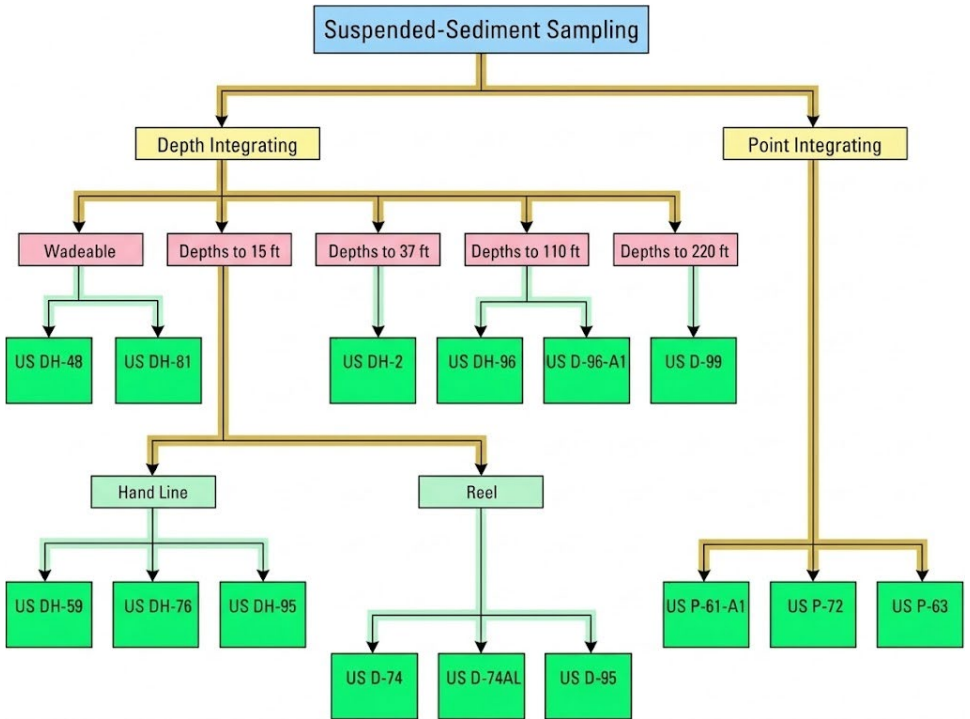 Suspended-Sediment Sampling
Depth Integrating
Point Integrating
Wadeable
Depths to 15 ft
Depths to 37 ft
Depths to 110 ft
Depths to 220 ft
US DH-48
US DH-81
US DH-2
US DH-96
US D-96-A1
US D-99
Hand Line
Reel
US DH-59
US DH-76
US DH-95
US P-61-A1
US P-72
US P-63
US D-74
US D-74AL
US D-95